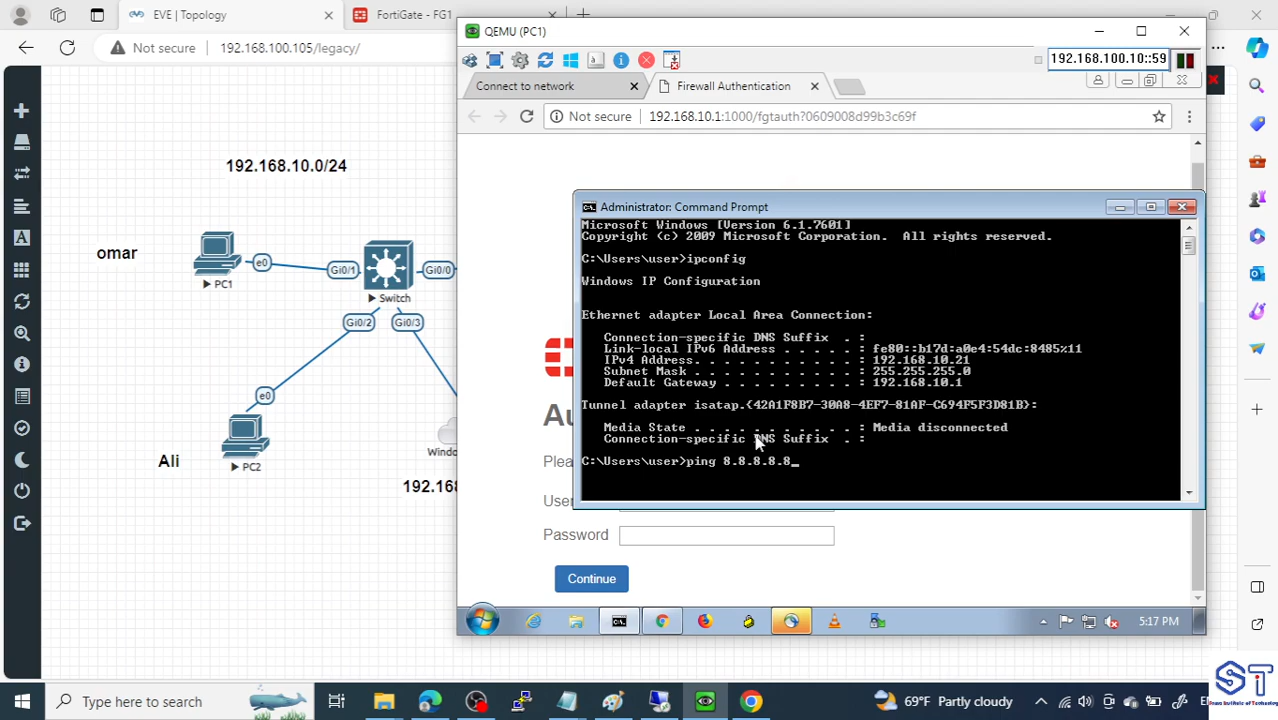 EVE | Topology
FortiGate - FG1
Not secure
192.168.100.105/legacy/
QEMU (PC1)
192.168.100.10::59
Connect to network
Firewall Authentication
Not secure
192.168.10.1:1000/fgtauth?0609008d99b3c69f
192.168.10.0/24
omar
PC1
e0
Gi0/1
Gi0/0
Switch
Gi0/2
Gi0/3
e0
Ali
PC2
Windo
192.168
Administrator: Command Prompt
Microsoft Windows [Version 6.1.7601]
Copyright (c) 2009 Microsoft Corporation.  All rights reserved.
C:\Users\user>ipconfig
Windows IP Configuration
Ethernet adapter Local Area Connection:
Connection-specific DNS Suffix  . :
Link-local IPv6 Address . . . . . : fe80::b17d:a0e4:54dc:8485%11
IPv4 Address. . . . . . . . . . . : 192.168.10.21
Subnet Mask . . . . . . . . . . . : 255.255.255.0
Default Gateway . . . . . . . . . : 192.168.10.1
Tunnel adapter isatap.{42A1F8B7-30A8-4EF7-81AF-C694F5F3D81B}:
Media State . . . . . . . . . . . : Media disconnected
Connection-specific DNS Suffix  . :
C:\Users\user>ping 8.8.8.8.8_
Au
Plea
User
Password
Continue
5:17 PM
Type here to search
69°F Partly cloudy